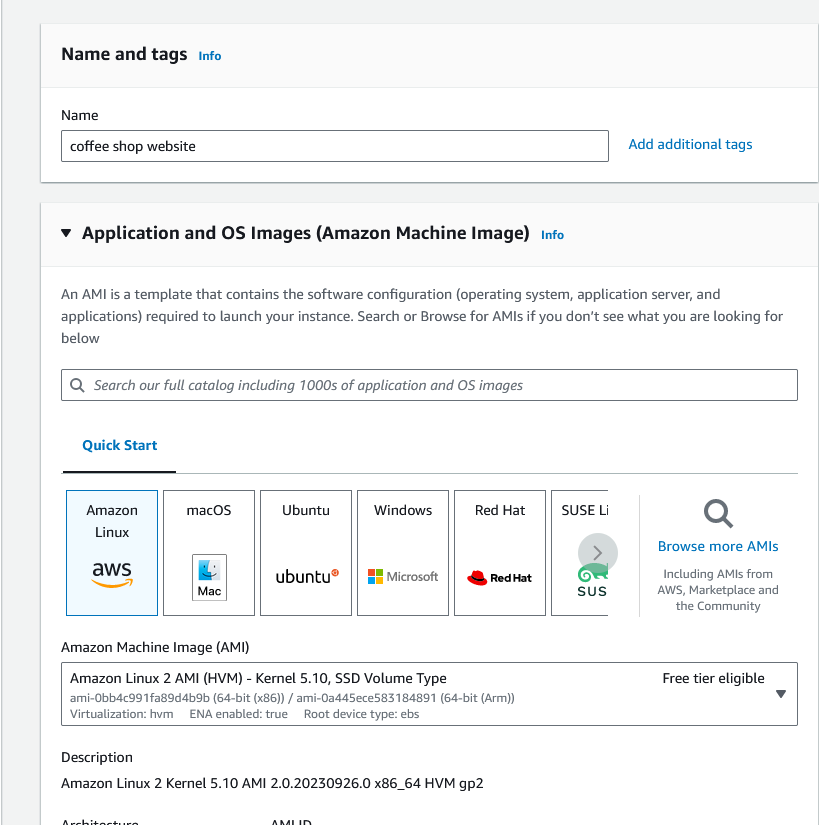 Name and tags Info
Name
coffee shop website
Add additional tags
Application and OS Images (Amazon Machine Image) Info
An AMI is a template that contains the software configuration (operating system, application server, and
applications) required to launch your instance. Search or Browse for AMIs if you don't see what you are looking for
below
Search our full catalog including 1000s of application and OS images
Quick Start
Amazon
Linux
aws
macOS
Mac
Ubuntu
ubuntu
Windows
Microsoft
Red Hat
Red Hat
SUSE Li
SUS
Browse more AMIs
Including AMIs from
AWS, Marketplace and
the Community
Amazon Machine Image (AMI)
Amazon Linux 2 AMI (HVM) - Kernel 5.10, SSD Volume Type
Free tier eligible
ami-0bb4c991fa89d4b9b (64-bit (x86)) / ami-0a445ece583184891 (64-bit (Arm))
Virtualization: hvm ENA enabled: true Root device type: ebs
Description
Amazon Linux 2 Kernel 5.10 AMI 2.0.20230926.0 x86_64 HVM gp2
Architecture AMI ID